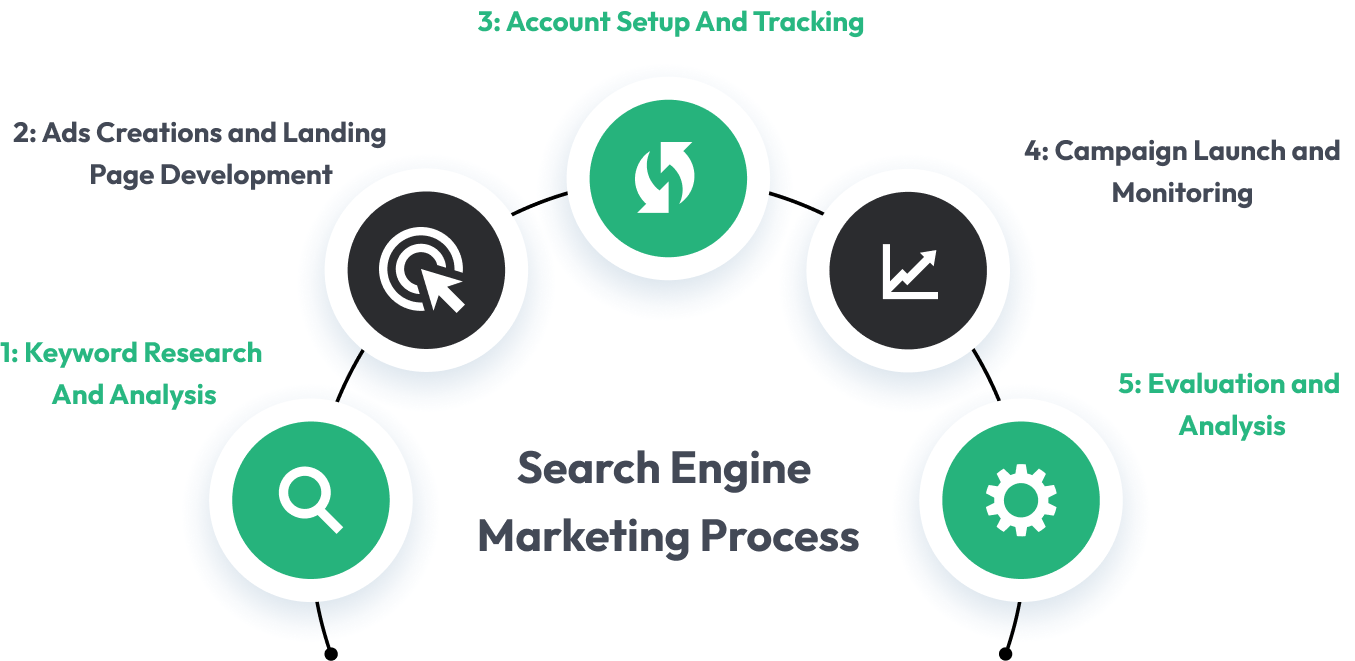 3: Account Setup And Tracking
2: Ads Creations and Landing
Page Development
4: Campaign Launch and
Monitoring
1: Keyword Research
And Analysis
5: Evaluation and
Analysis
Search Engine
Marketing Process